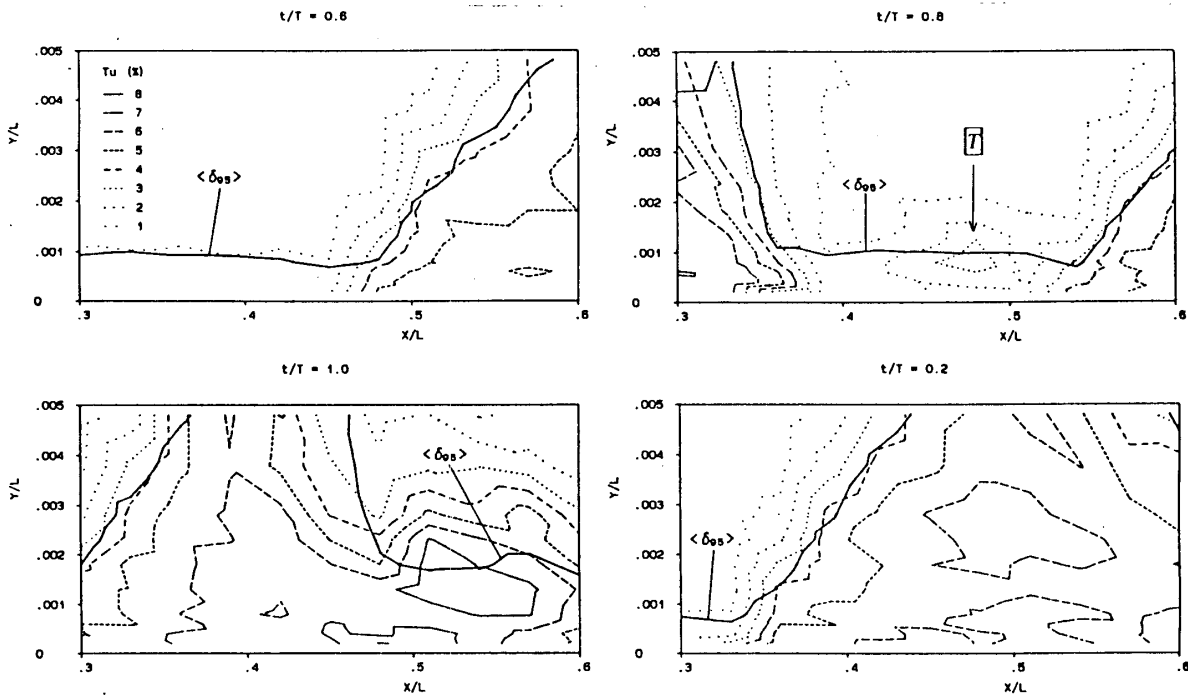 t/T = 0.6
.005
.004
.003
.002
.001
0
Y/L
Tu (%)
8
7
6
5
4
3
2
1
<δ95>
.3
.4
.5
.6
X/L
t/T = 0.8
.005
.004
.003
.002
.001
0
Y/L
T
<δ95>
.3
.4
.5
.6
X/L
t/T = 1.0
.005
.004
.003
.002
.001
0
Y/L
<δ95>
.3
.4
.5
.6
X/L
t/T = 0.2
.005
.004
.003
.002
.001
0
Y/L
<δ95>
.3
.4
.5
.6
X/L